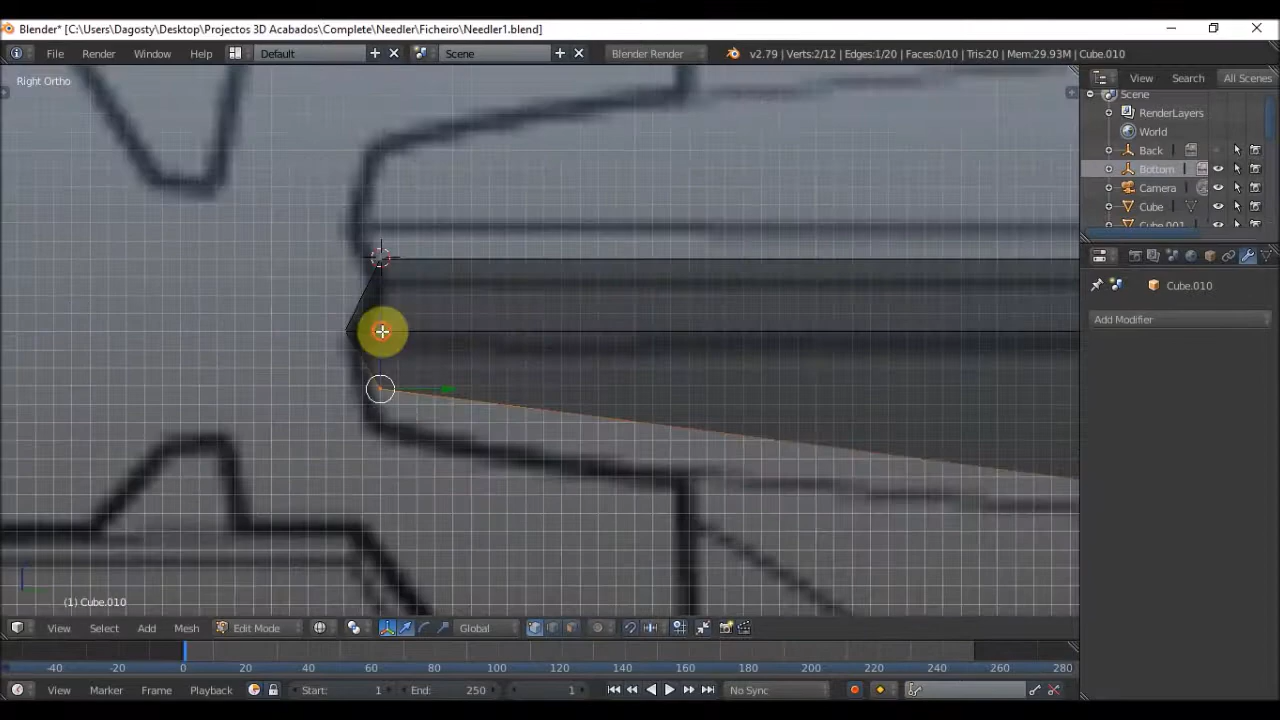 Blender* [C:\Users\Dagosty\Desktop\Projectos 3D Acabados\Complete\Needler\Ficheiro\Needler1.blend]
File Render Window Help Default Scene Blender Render v2.79 | Verts:2/12 | Edges:1/20 | Faces:0/10 | Tris:20 | Mem:29.93M | Cube.010
Right Ortho
View Search All Scenes
Scene
RenderLayers
World
Back
Bottom
Camera
Cube
Cube.001
Cube.010
Add Modifier
(1) Cube.010
View Select Add Mesh Edit Mode Global
-40 -20 0 20 40 60 80 100 120 140 160 180 200 220 240 260 280
View Marker Frame Playback Start: 1 End: 250 1 No Sync